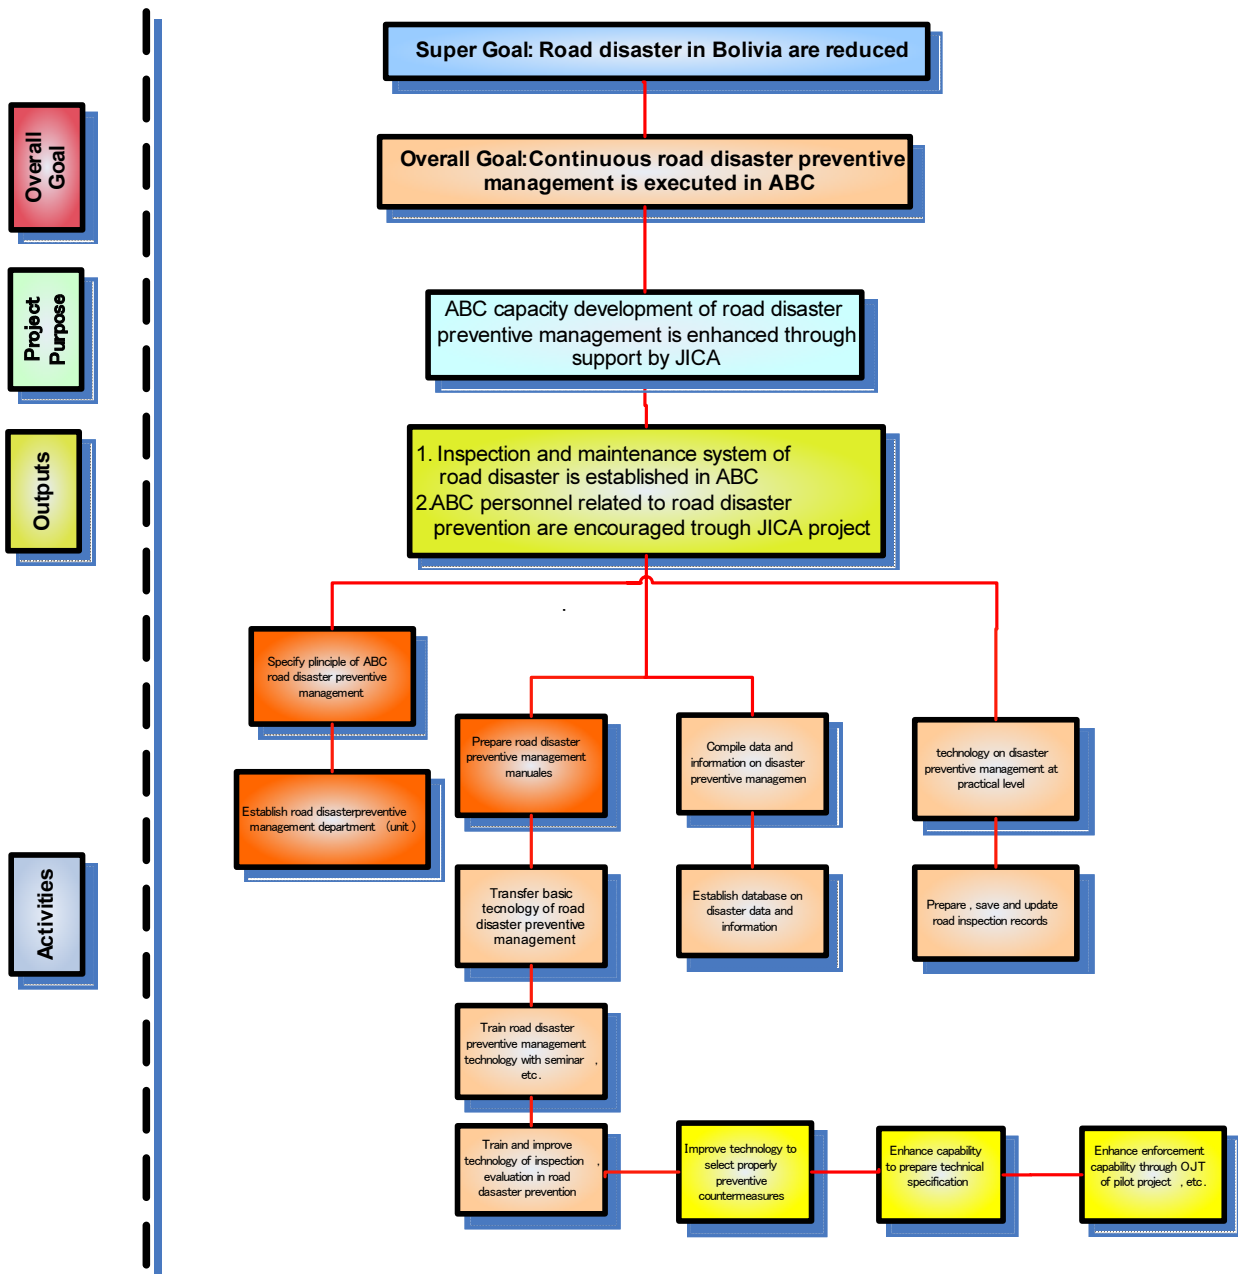 Super Goal: Road disaster in Bolivia are reduced
Overall
Goal
Overall Goal:Continuous road disaster preventive
management is executed in ABC
Project
Purpose
ABC capacity development of road disaster
preventive management is enhanced through
support by JICA
Outputs
1. Inspection and maintenance system of
road disaster is established in ABC
2.ABC personnel related to road disaster
prevention are encouraged trough JICA project
Activities
Specify plinciple of ABC
road disaster preventive
management
Establish road disasterpreventive
management department (unit)
Prepare road disaster
preventive management
manuales
Transfer basic
tecnology of road
disaster preventive
management
Train road disaster
preventive management
technology with seminar ,
etc.
Train and improve
technology of inspection ,
evaluation in road
dasaster prevention
Compile data and
information on disaster
preventive managemen
Establish database on
disaster data and
information
technology on disaster
preventive management at
practical level
Prepare , save and update
road inspection records
Improve technology to
select properly
preventive
countermeasures
Enhance capability
to prepare technical
specification
Enhance enforcement
capability through OJT
of pilot project , etc.